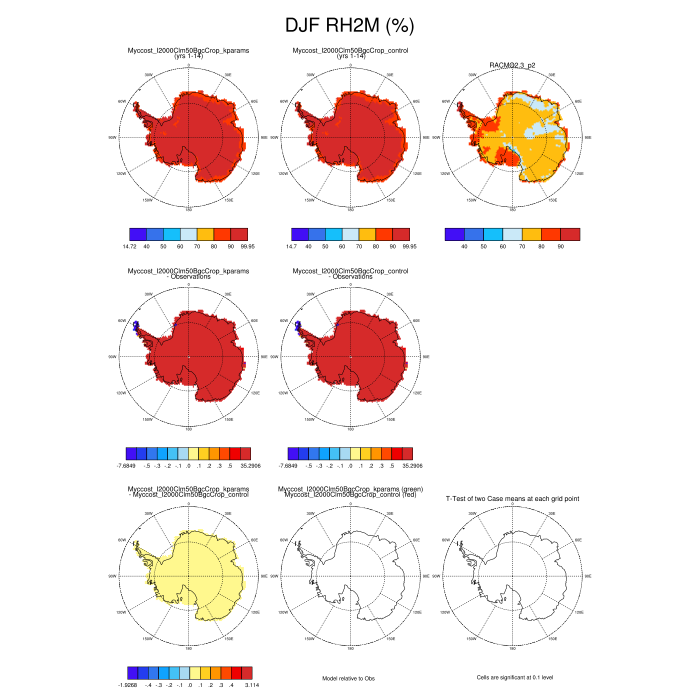 DJF RH2M (%)
Myccost_I2000Clm50BgcCrop_kparams
(yrs 1-14)
Myccost_I2000Clm50BgcCrop_control
(yrs 1-14)
RACMO2.3_p2
0
30E
60E
90E
120E
150E
180
150W
120W
90W
60W
30W
0
30E
60E
90E
120E
150E
180
150W
120W
90W
60W
30W
0
30E
60E
90E
120E
150E
180
150W
120W
90W
60W
30W
14.72 40 50 60 70 80 90 99.95
14.7 40 50 60 70 80 90 99.95
40 50 60 70 80 90
Myccost_I2000Clm50BgcCrop_kparams
- Observations
Myccost_I2000Clm50BgcCrop_control
- Observations
0
30E
60E
90E
120E
150E
180
150W
120W
90W
60W
30W
0
30E
60E
90E
120E
150E
180
150W
120W
90W
60W
30W
-7.6849 -.5 -.3 -.2 -.1 .0 .1 .2 .3 .5 35.2906
-7.6849 -.5 -.3 -.2 -.1 .0 .1 .2 .3 .5 35.2906
Myccost_I2000Clm50BgcCrop_kparams
- Myccost_I2000Clm50BgcCrop_control
Myccost_I2000Clm50BgcCrop_kparams (green)
Myccost_I2000Clm50BgcCrop_control (red)
T-Test of two Case means at each grid point
0
30E
60E
90E
120E
150E
180
150W
120W
90W
60W
30W
0
30E
60E
90E
120E
150E
180
150W
120W
90W
60W
30W
0
30E
60E
90E
120E
150E
180
150W
120W
90W
60W
30W
-1.9268 -.4 -.3 -.2 -.1 .0 .1 .2 .3 .4 3.114
Model relative to Obs
Cells are significant at 0.1 level